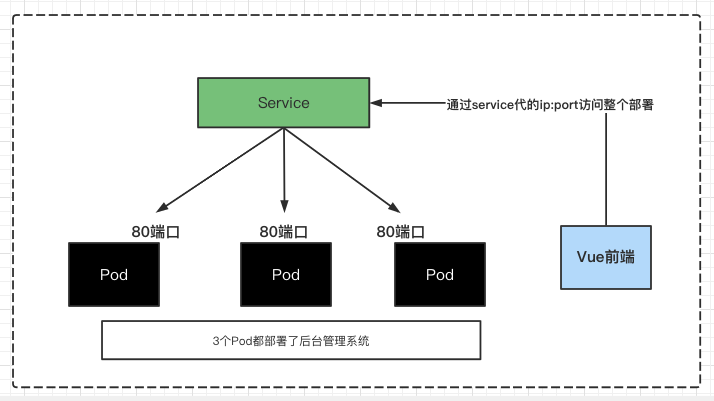 Service
通过service代的ip:port访问整个部署
80端口
80端口
80端口
Pod
Pod
Pod
Vue前端
3个Pod都部署了后台管理系统